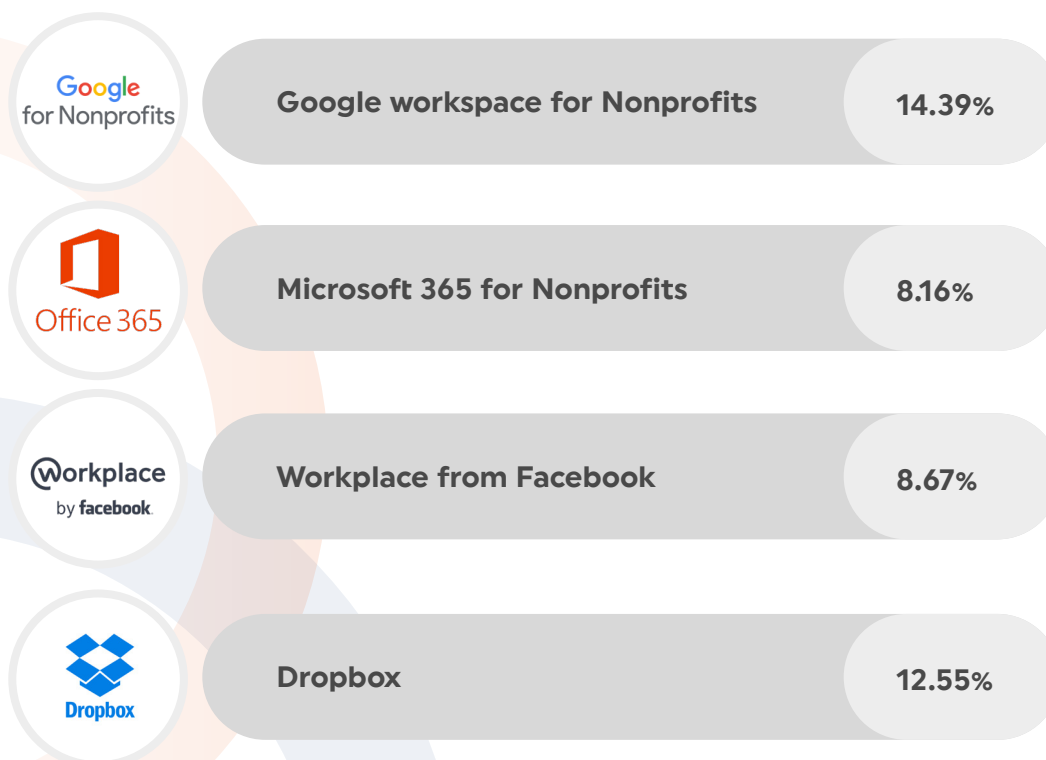 Google
for Nonprofits
Google workspace for Nonprofits
14.39%
Office 365
Microsoft 365 for Nonprofits
8.16%
Workplace
by facebook.
Workplace from Facebook
8.67%
Dropbox
Dropbox
12.55%